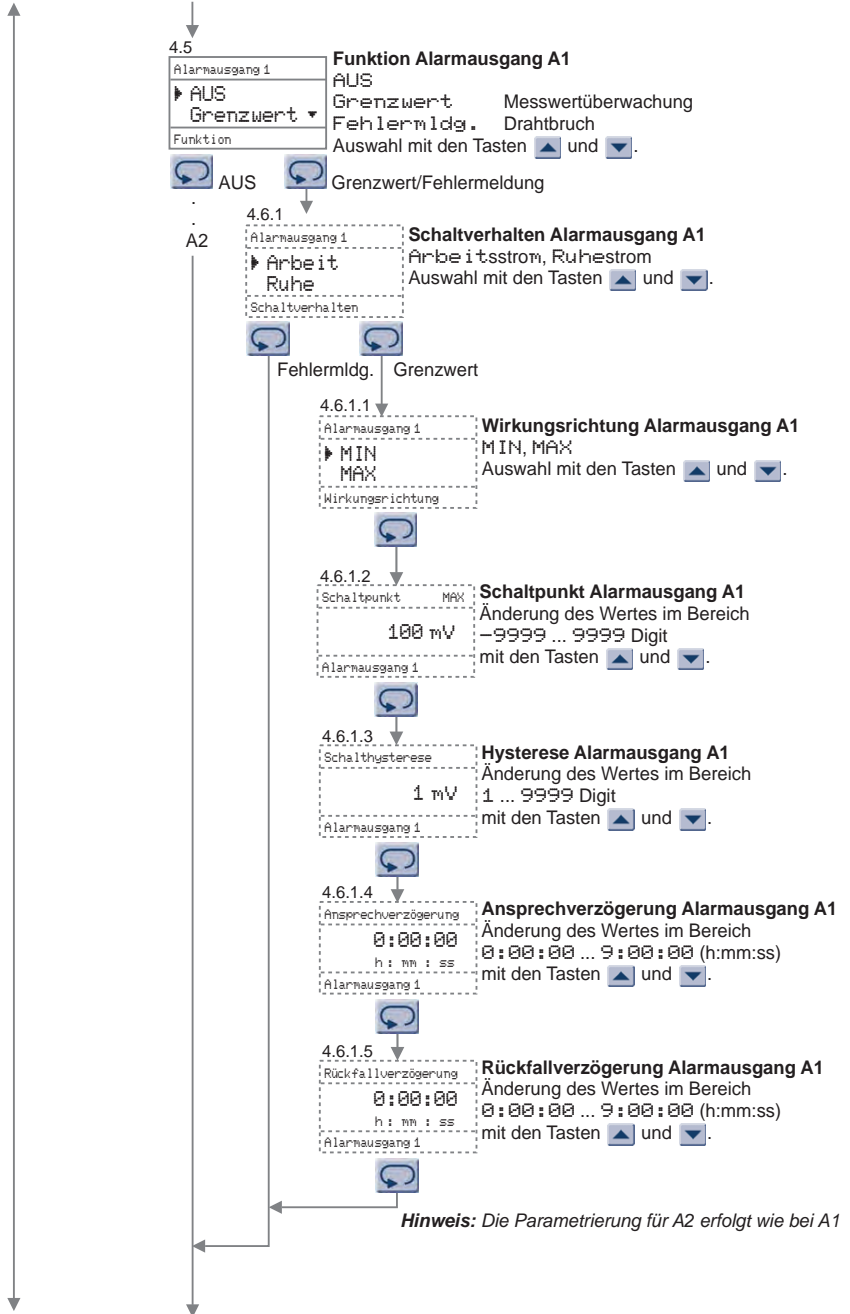 4.5
Alarmausgang 1
AUS
Grenzwert
Funktion
Funktion Alarmausgang A1
AUS
Grenzwert Messwertüberwachung
Fehlermldg. Drahtbruch
Auswahl mit den Tasten und .
AUS Grenzwert/Fehlermeldung
.
.
A2
4.6.1
Alarmausgang 1
Arbeit
Ruhe
Schaltverhalten
Schaltverhalten Alarmausgang A1
Arbeitsstrom, Ruhestrom
Auswahl mit den Tasten und .
Fehlermldg. Grenzwert
4.6.1.1
Alarmausgang 1
MIN
MAX
Wirkungsrichtung
Wirkungsrichtung Alarmausgang A1
MIN, MAX
Auswahl mit den Tasten und .
4.6.1.2
Schaltpunkt MAX
100 mV
Alarmausgang 1
Schaltpunkt Alarmausgang A1
Änderung des Wertes im Bereich
–9999 ... 9999 Digit
mit den Tasten und .
4.6.1.3
Schalthysterese
1 mV
Alarmausgang 1
Hysterese Alarmausgang A1
Änderung des Wertes im Bereich
1 ... 9999 Digit
mit den Tasten und .
4.6.1.4
Ansprechverzögerung
0:00:00
h : mm : ss
Alarmausgang 1
Ansprechverzögerung Alarmausgang A1
Änderung des Wertes im Bereich
0:00:00 ... 9:00:00 (h:mm:ss)
mit den Tasten und .
4.6.1.5
Rückfallverzögerung
0:00:00
h : mm : ss
Alarmausgang 1
Rückfallverzögerung Alarmausgang A1
Änderung des Wertes im Bereich
0:00:00 ... 9:00:00 (h:mm:ss)
mit den Tasten und .
Hinweis: Die Parametrierung für A2 erfolgt wie bei A1